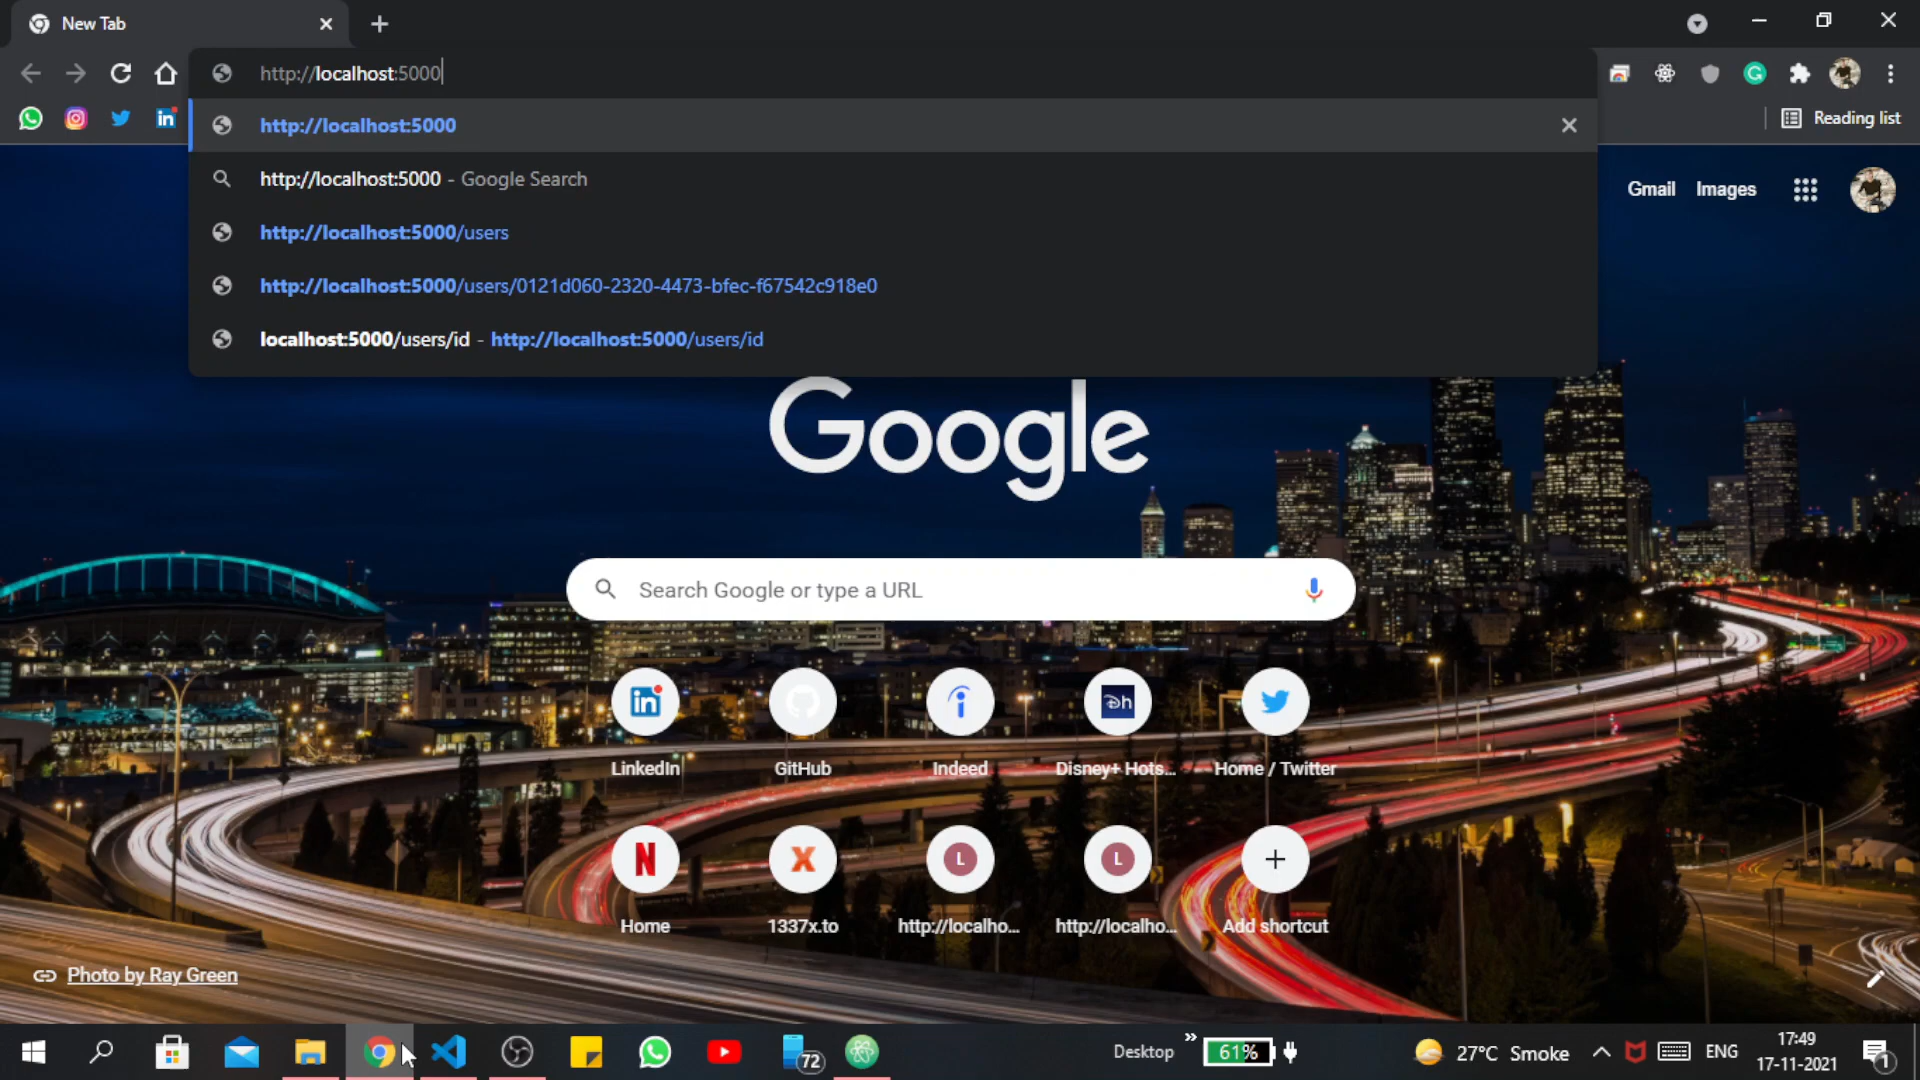 New Tab
http://localhost:5000
http://localhost:5000
http://localhost:5000 - Google Search
http://localhost:5000/users
http://localhost:5000/users/0121d060-2320-4473-bfec-f67542c918e0
localhost:5000/users/id - http://localhost:5000/users/id
Reading list
Gmail Images
Google
Search Google or type a URL
LinkedIn
GitHub
Indeed
Disney+ Hots...
Home / Twitter
Home
1337x.to
http://localho...
http://localho...
Add shortcut
Photo by Ray Green
72
Desktop
61%
27°C Smoke
ENG
17:49
17-11-2021
1